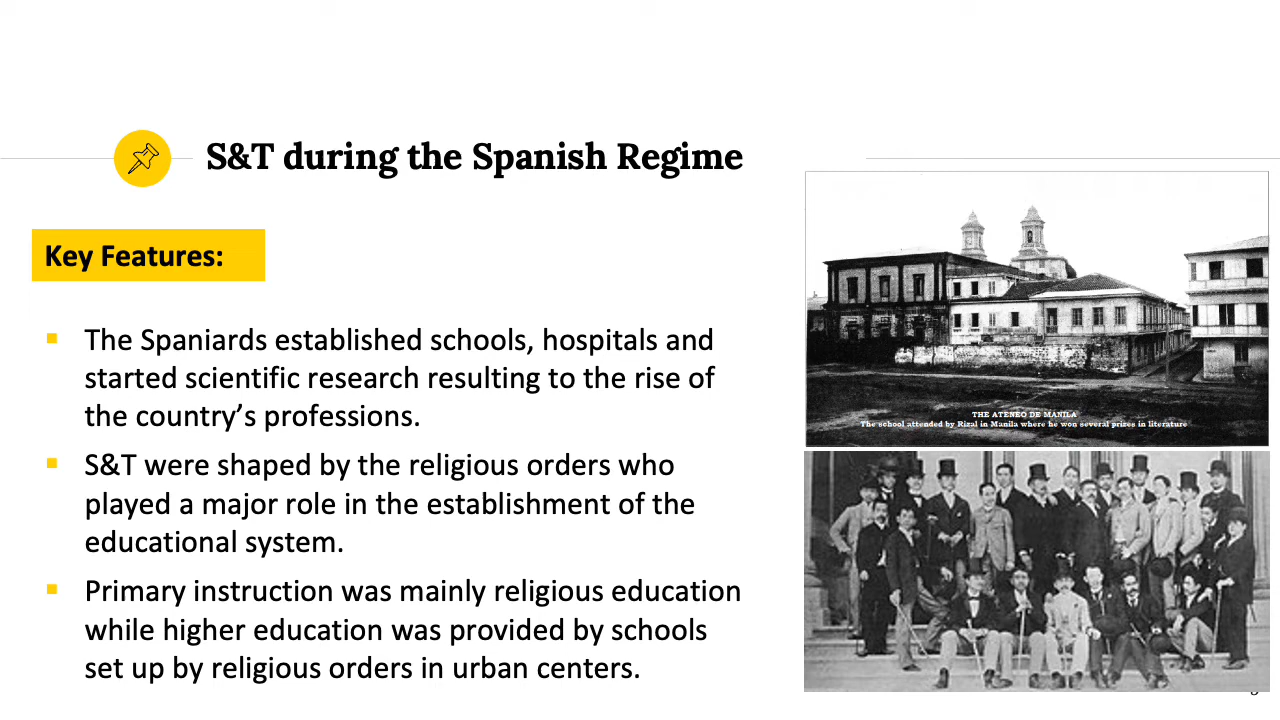 S&T during the Spanish Regime
Key Features:
The Spaniards established schools, hospitals and
started scientific research resulting to the rise of
the country’s professions.
S&T were shaped by the religious orders who
played a major role in the establishment of the
educational system.
Primary instruction was mainly religious education
while higher education was provided by schools
set up by religious orders in urban centers.
THE ATENEO DE MANILA
The school attended by Rizal in Manila where he won several prizes in literature